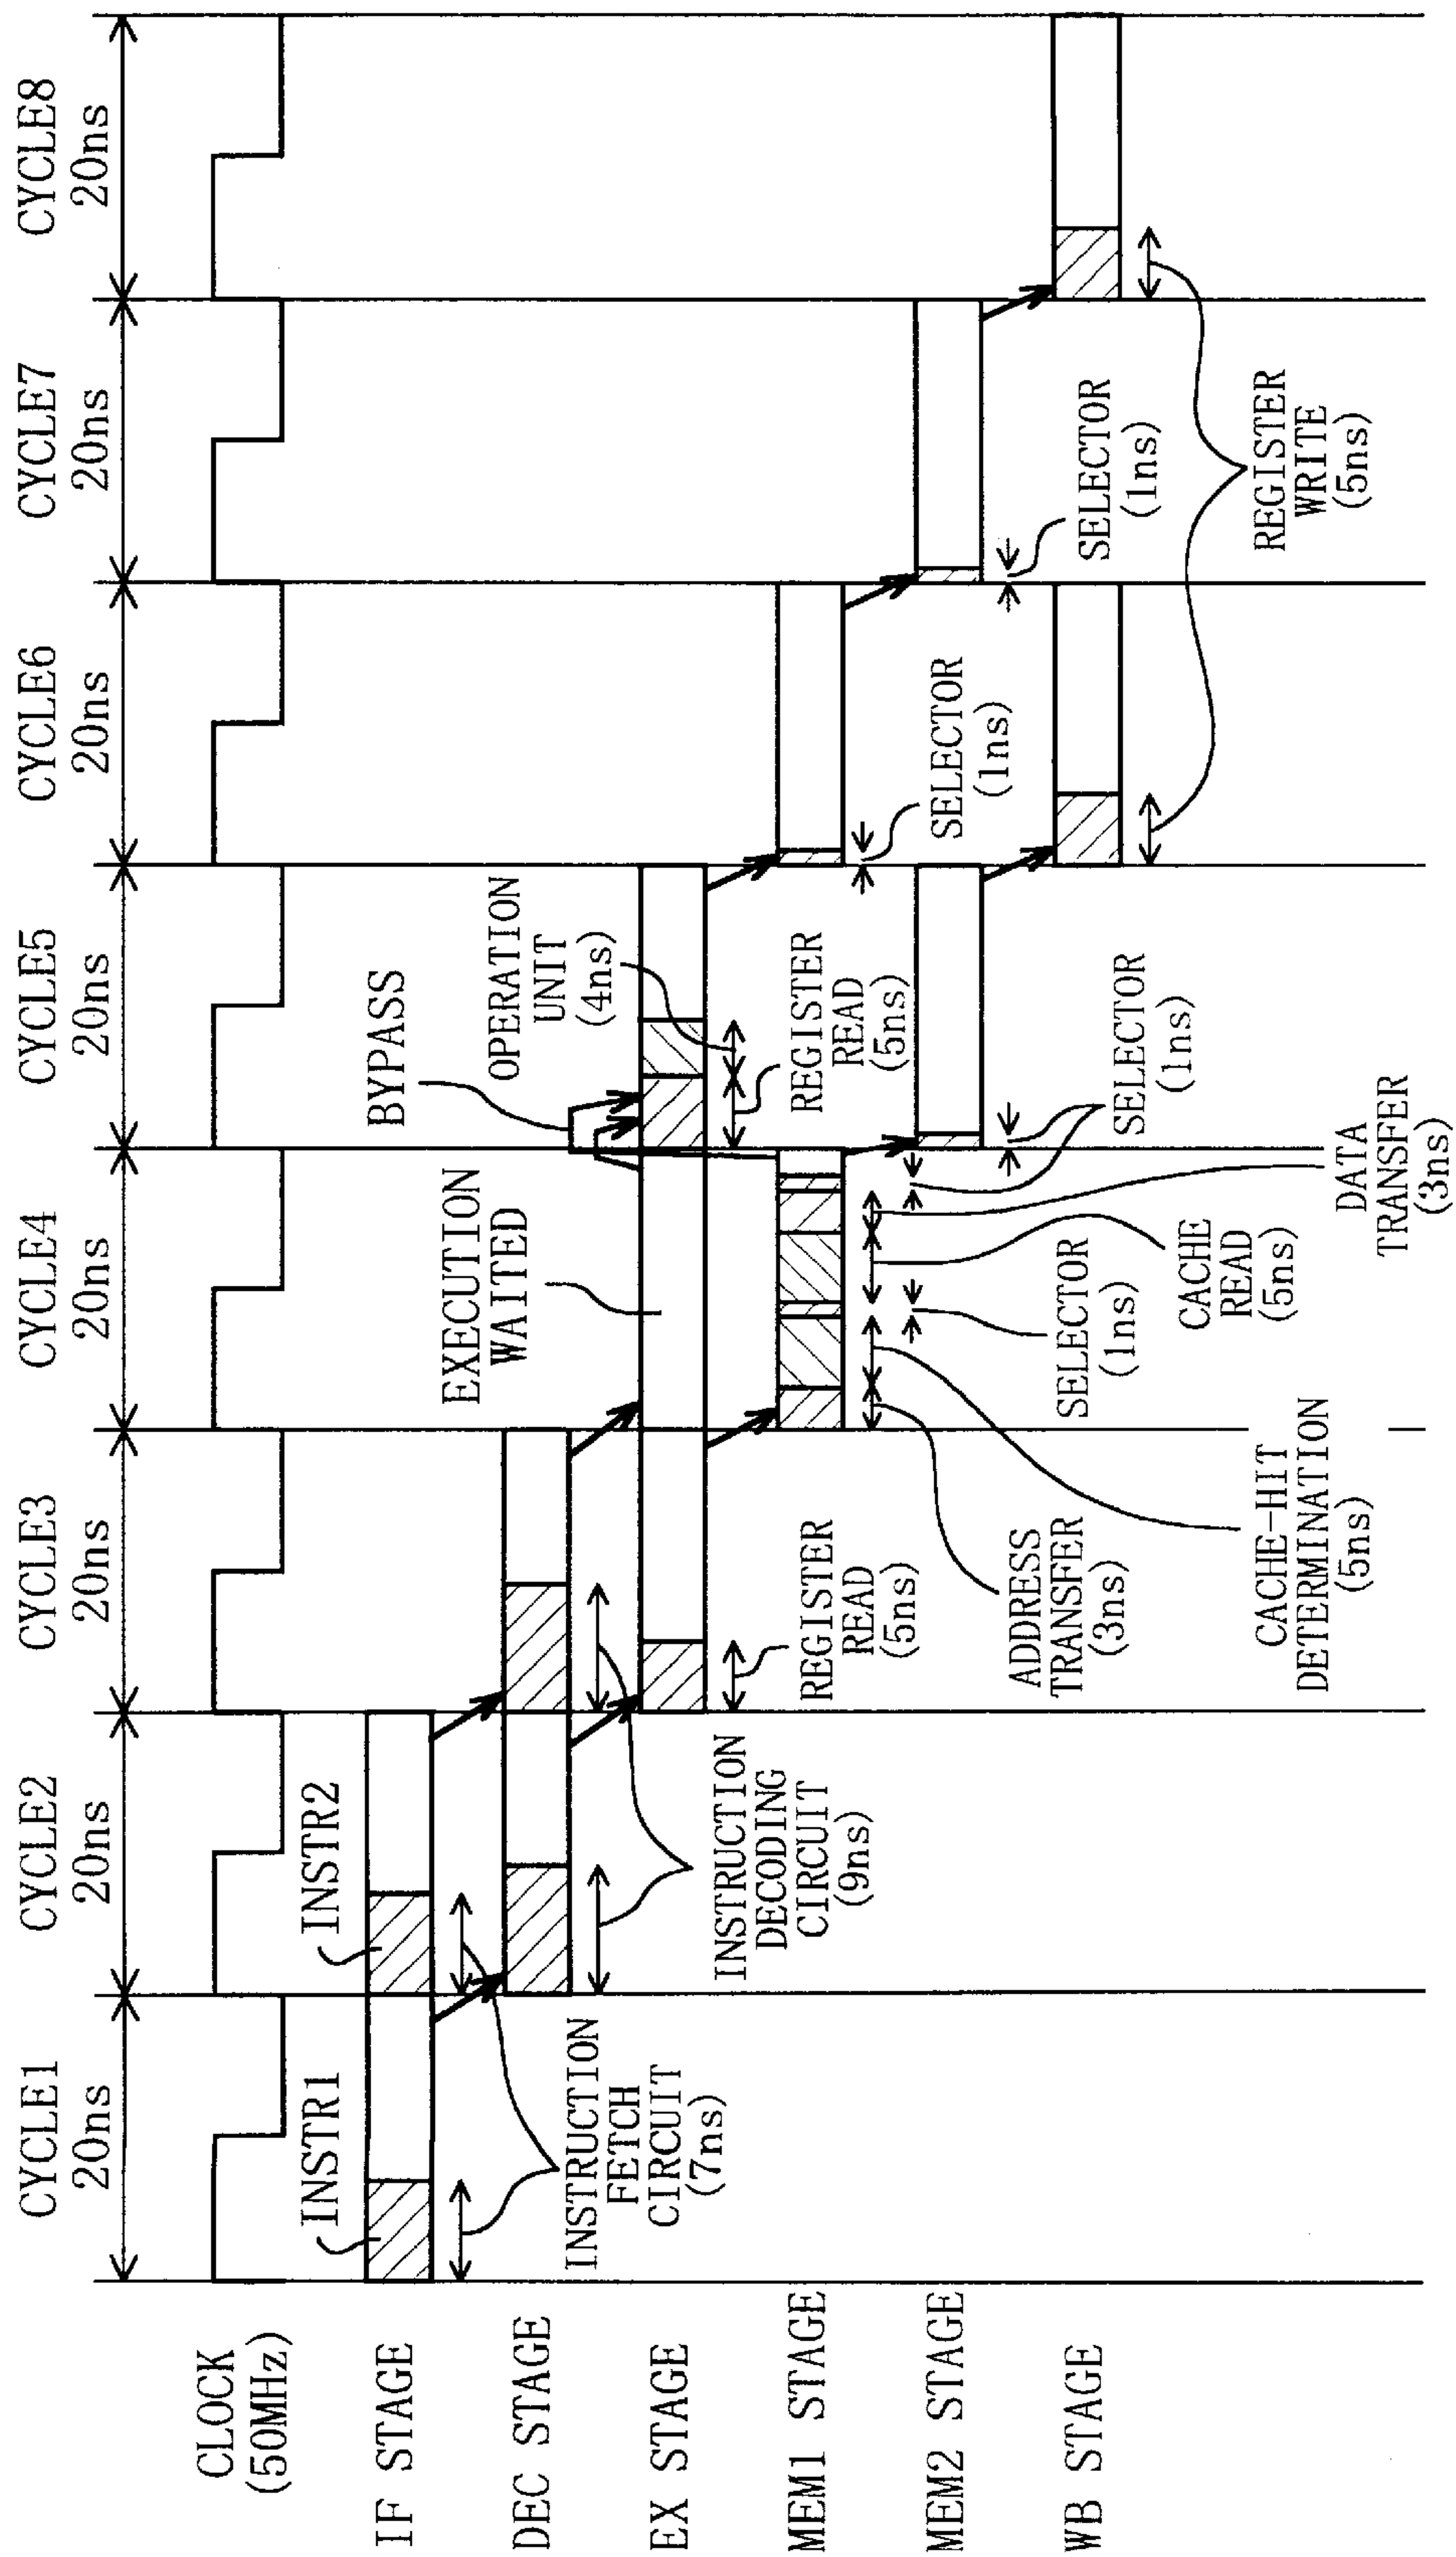 CYCLE1
20ns
CYCLE2
20ns
CYCLE3
20ns
CYCLE4
20ns
CYCLE5
20ns
CYCLE6
20ns
CYCLE7
20ns
CYCLE8
20ns
CLOCK
(50MHz)
IF STAGE
INSTR1
INSTR2
INSTRUCTION
FETCH
CIRCUIT
(7ns)
DEC STAGE
INSTRUCTION
DECODING
CIRCUIT
(9ns)
EX STAGE
EXECUTION
WAITED
BYPASS
OPERATION
UNIT
(4ns)
REGISTER
READ
(5ns)
REGISTER
READ
(5ns)
MEM1 STAGE
ADDRESS
TRANSFER
(3ns)
CACHE-HIT
DETERMINATION
(5ns)
SELECTOR
(1ns)
CACHE
READ
(5ns)
DATA
TRANSFER
(3ns)
SELECTOR
(1ns)
SELECTOR
(1ns)
MEM2 STAGE
SELECTOR
(1ns)
WB STAGE
REGISTER
WRITE
(5ns)